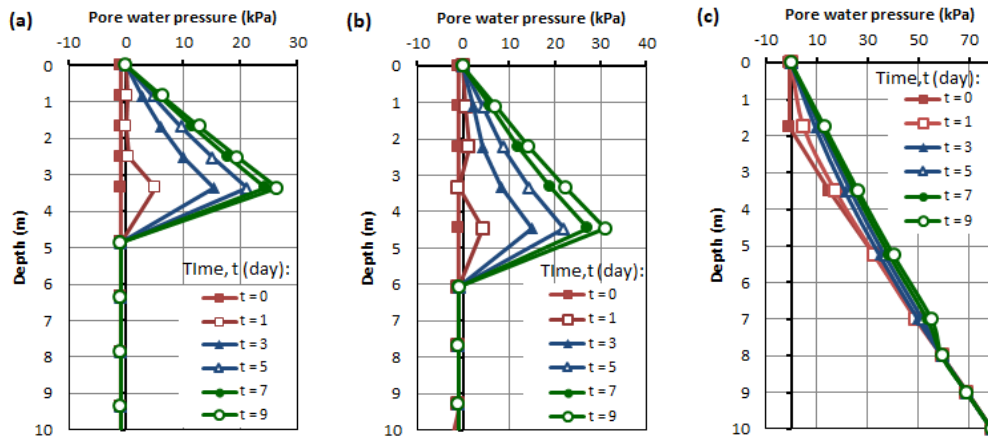 (a)
Pore water pressure (kPa)
-10 0 10 20 30
0
1
2
3
4
5
6
7
8
9
10
Depth (m)
TIme, t (day):
t = 0
t = 1
t = 3
t = 5
t = 7
t = 9
(b)
Pore water pressure (kPa)
-10 0 10 20 30 40
0
1
2
3
4
5
6
7
8
9
10
Depth (m)
TIme, t (day):
t = 0
t = 1
t = 3
t = 5
t = 7
t = 9
(c)
Pore water pressure (kPa)
-10 10 30 50 70
0
1
2
3
4
5
6
7
8
9
10
Depth (m)
TIme, t (day):
t = 0
t = 1
t = 3
t = 5
t = 7
t = 9